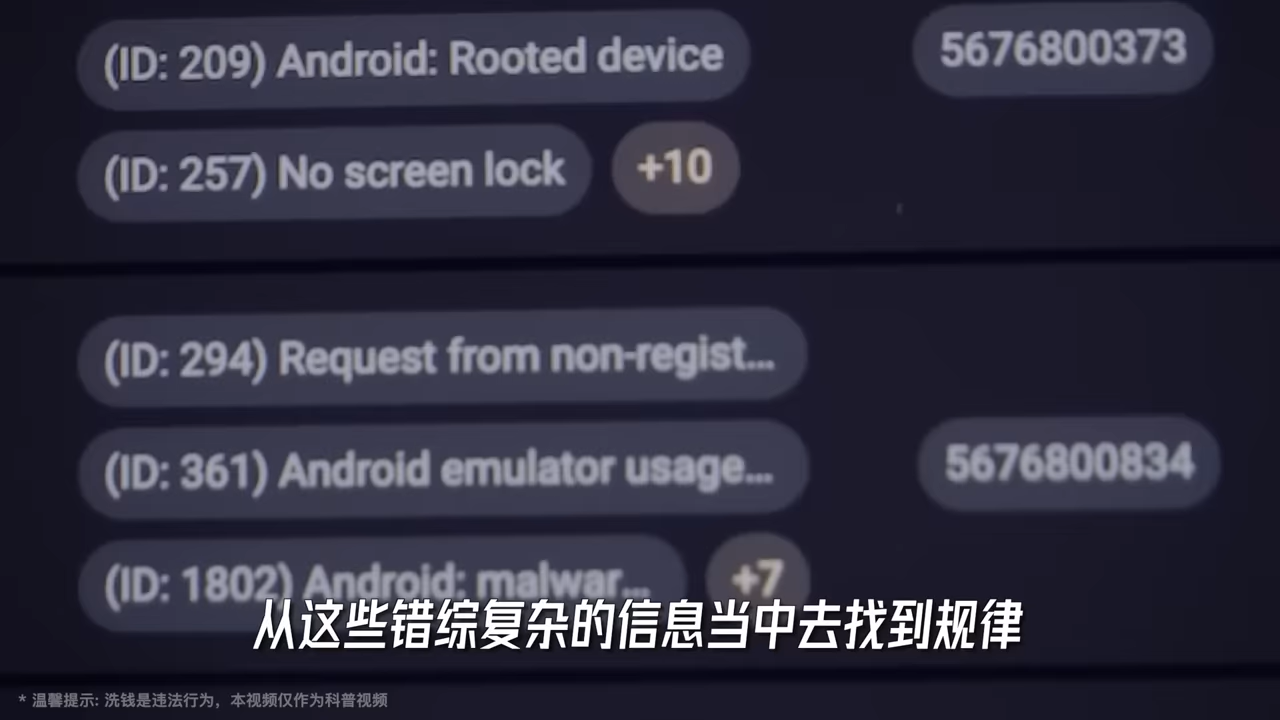 (ID: 209) Android: Rooted device
5676800373
(ID: 257) No screen lock
+10
(ID: 294) Request from non-regist...
(ID: 361) Android emulator usage...
5676800834
(ID: 1802) Android: malwar...
+7
从这些错综复杂的信息当中去找到规律
* 温馨提示: 洗钱是违法行为，本视频仅作为科普视频